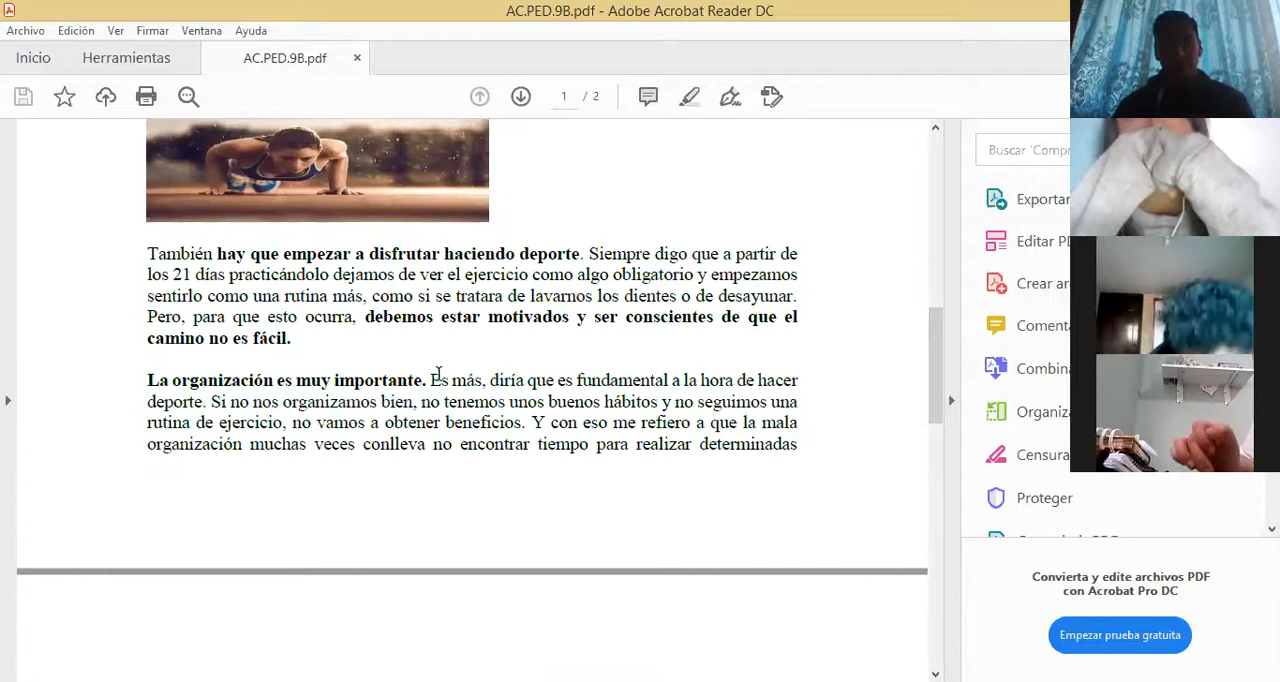 AC.PED.9B.pdf - Adobe Acrobat Reader DC
Archivo Edición Ver Firmar Ventana Ayuda
Inicio Herramientas AC.PED.9B.pdf ×
1 / 2
Buscar 'Comp
Exportar
Editar PD
Crear ar
Comenta
Combina
Organiza
Censura
Proteger
También hay que empezar a disfrutar haciendo deporte. Siempre digo que a partir de
los 21 días practicándolo dejamos de ver el ejercicio como algo obligatorio y empezamos
sentirlo como una rutina más, como si se tratara de lavarnos los dientes o de desayunar.
Pero, para que esto ocurra, debemos estar motivados y ser conscientes de que el
camino no es fácil.
La organización es muy importante. Es más, diría que es fundamental a la hora de hacer
deporte. Si no nos organizamos bien, no tenemos unos buenos hábitos y no seguimos una
rutina de ejercicio, no vamos a obtener beneficios. Y con eso me refiero a que la mala
organización muchas veces conlleva no encontrar tiempo para realizar determinadas
Convierta y edite archivos PDF
con Acrobat Pro DC
Empezar prueba gratuita